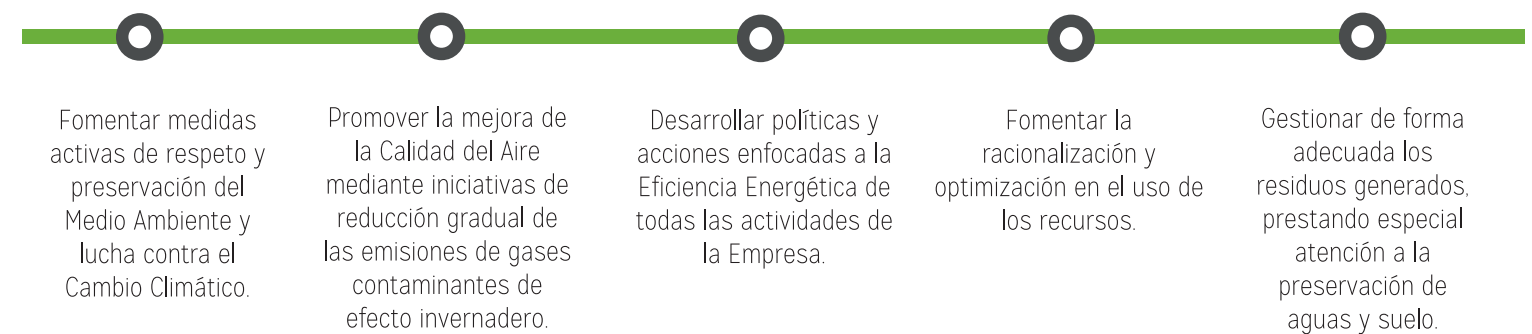 Fomentar medidas
activas de respeto y
preservación del
Medio Ambiente y
lucha contra el
Cambio Climático.
Promover la mejora de
la Calidad del Aire
mediante iniciativas de
reducción gradual de
las emisiones de gases
contaminantes de
efecto invernadero.
Desarrollar políticas y
acciones enfocadas a la
Eficiencia Energética de
todas las actividades de
la Empresa.
Fomentar la
racionalización y
optimización en el uso de
los recursos.
Gestionar de forma
adecuada los
residuos generados,
prestando especial
atención a la
preservación de
aguas y suelo.